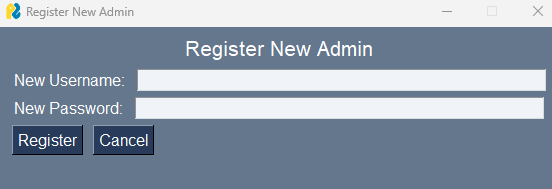 Register New Admin
Register New Admin
New Username:
New Password:
Register Cancel